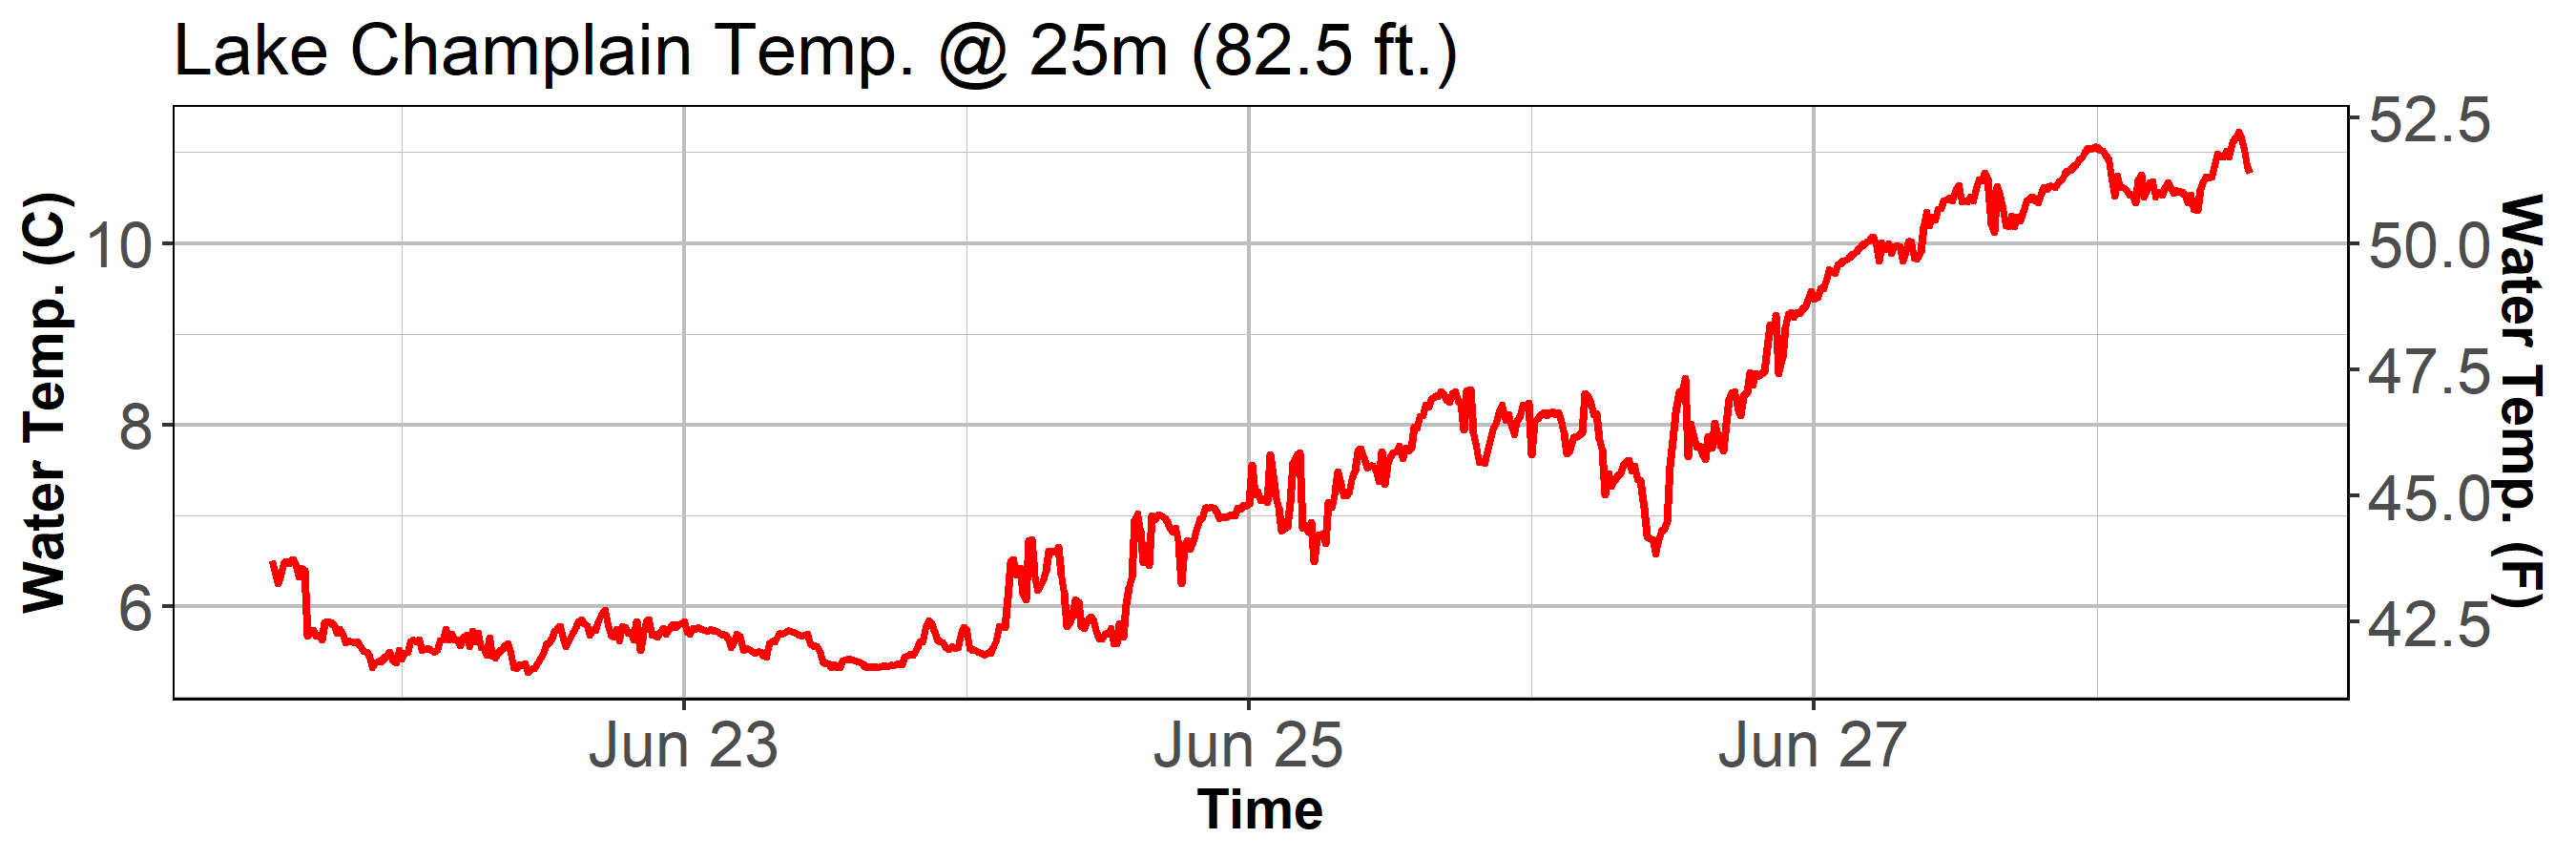 Lake Champlain Temp. @ 25m (82.5 ft.)
Water Temp. (C)
10
8
6
52.5
50.0
47.5
45.0
42.5
Water Temp. (F)
Jun 23
Jun 25
Jun 27
Time